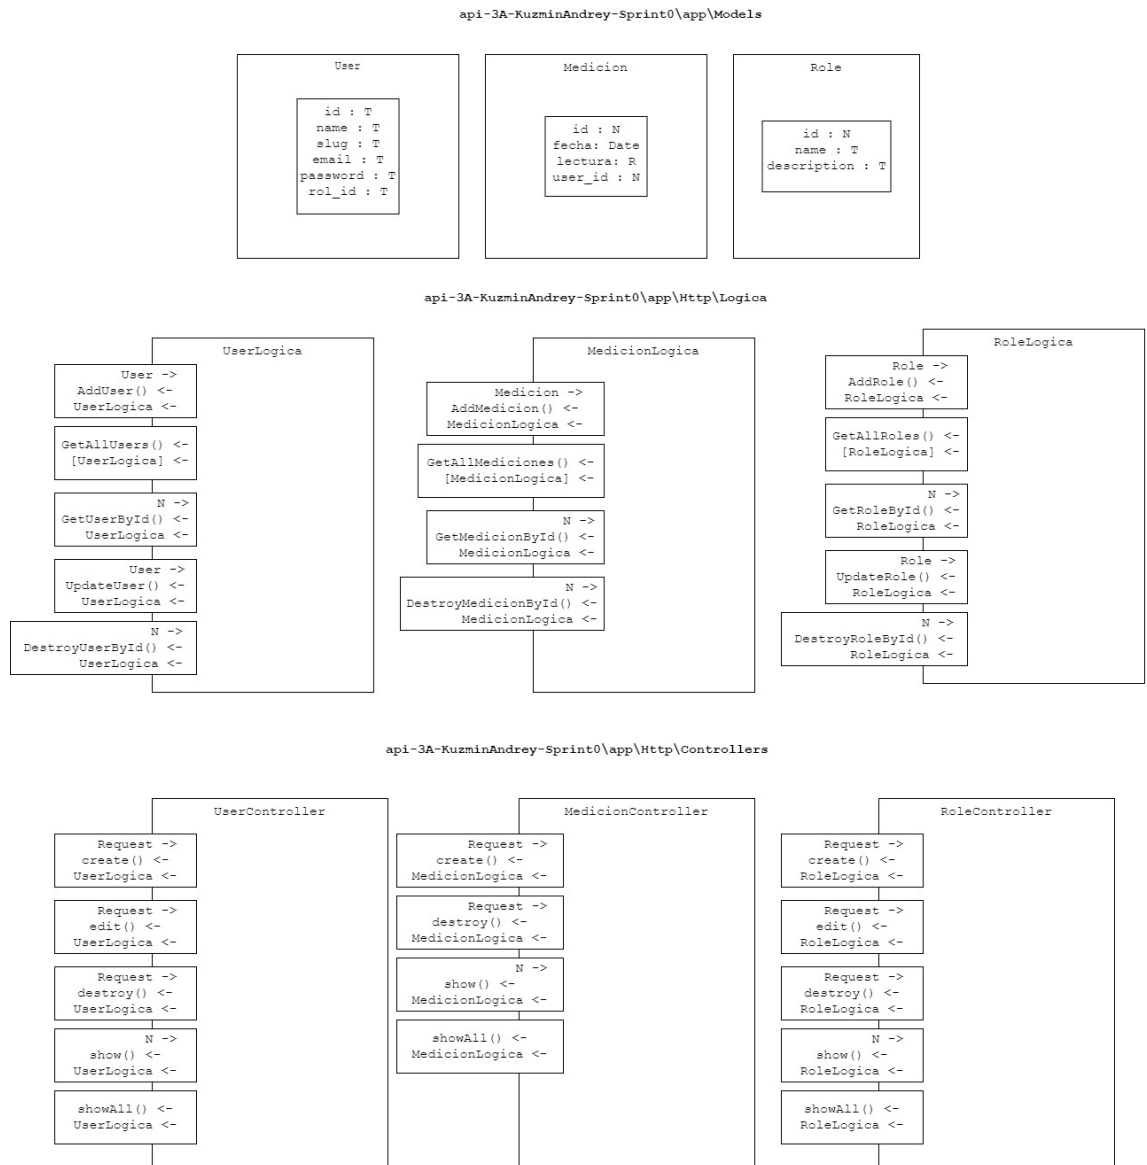 api-3A-KuzminAndrey-Sprint0\app\Models
User
id : T
name : T
slug : T
email : T
password : T
rol_id : T
Medicion
id : N
fecha: Date
lectura: R
user_id : N
Role
id : N
name : T
description : T
api-3A-KuzminAndrey-Sprint0\app\Http\Logica
UserLogica
User ->
AddUser() <-
UserLogica <-
GetAllUsers() <-
[UserLogica] <-
N ->
GetUserById() <-
UserLogica <-
User ->
UpdateUser() <-
UserLogica <-
N ->
DestroyUserById() <-
UserLogica <-
MedicionLogica
Medicion ->
AddMedicion() <-
MedicionLogica <-
GetAllMediciones() <-
[MedicionLogica] <-
N ->
GetMedicionById() <-
MedicionLogica <-
N ->
DestroyMedicionById() <-
MedicionLogica <-
RoleLogica
Role ->
AddRole() <-
RoleLogica <-
GetAllRoles() <-
[RoleLogica] <-
N ->
GetRoleById() <-
RoleLogica <-
Role ->
UpdateRole() <-
RoleLogica <-
N ->
DestroyRoleById() <-
RoleLogica <-
api-3A-KuzminAndrey-Sprint0\app\Http\Controllers
UserController
Request ->
create() <-
UserLogica <-
Request ->
edit() <-
UserLogica <-
Request ->
destroy() <-
UserLogica <-
N ->
show() <-
UserLogica <-
showAll() <-
UserLogica <-
MedicionController
Request ->
create() <-
MedicionLogica <-
Request ->
destroy() <-
MedicionLogica <-
N ->
show() <-
MedicionLogica <-
showAll() <-
MedicionLogica <-
RoleController
Request ->
create() <-
RoleLogica <-
Request ->
edit() <-
RoleLogica <-
Request ->
destroy() <-
RoleLogica <-
N ->
show() <-
RoleLogica <-
showAll() <-
RoleLogica <-